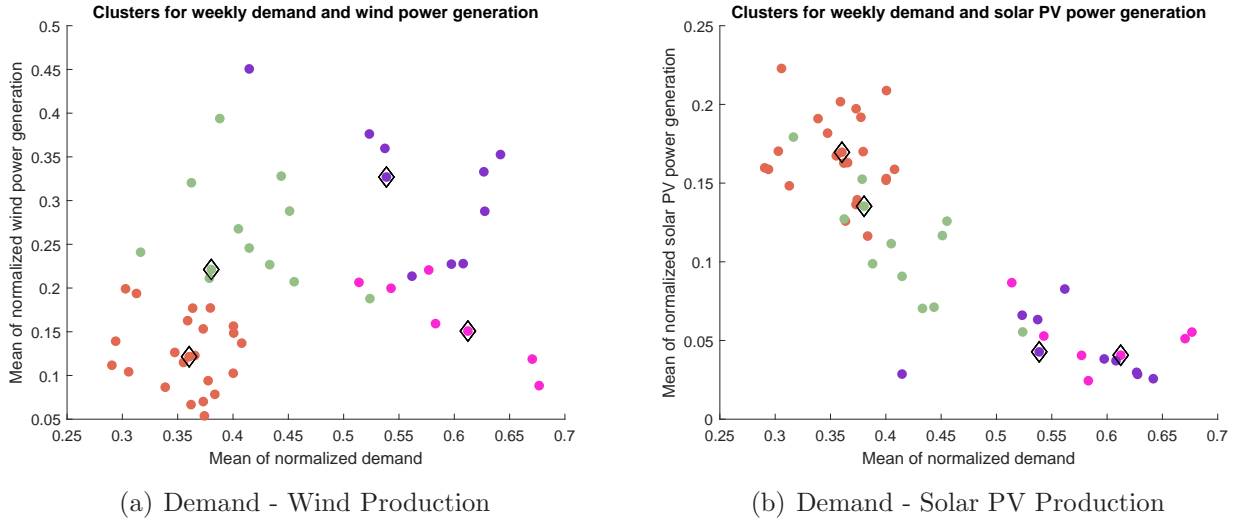 Clusters for weekly demand and wind power generation
0.5
0.45
0.4
0.35
0.3
0.25
0.2
0.15
0.1
0.05
Mean of normalized wind power generation
0.25 0.3 0.35 0.4 0.45 0.5 0.55 0.6 0.65 0.7
Mean of normalized demand
(a) Demand - Wind Production
Clusters for weekly demand and solar PV power generation
0.25
0.2
0.15
0.1
0.05
0
Mean of normalized solar PV power generation
0.25 0.3 0.35 0.4 0.45 0.5 0.55 0.6 0.65 0.7
Mean of normalized demand
(b) Demand - Solar PV Production